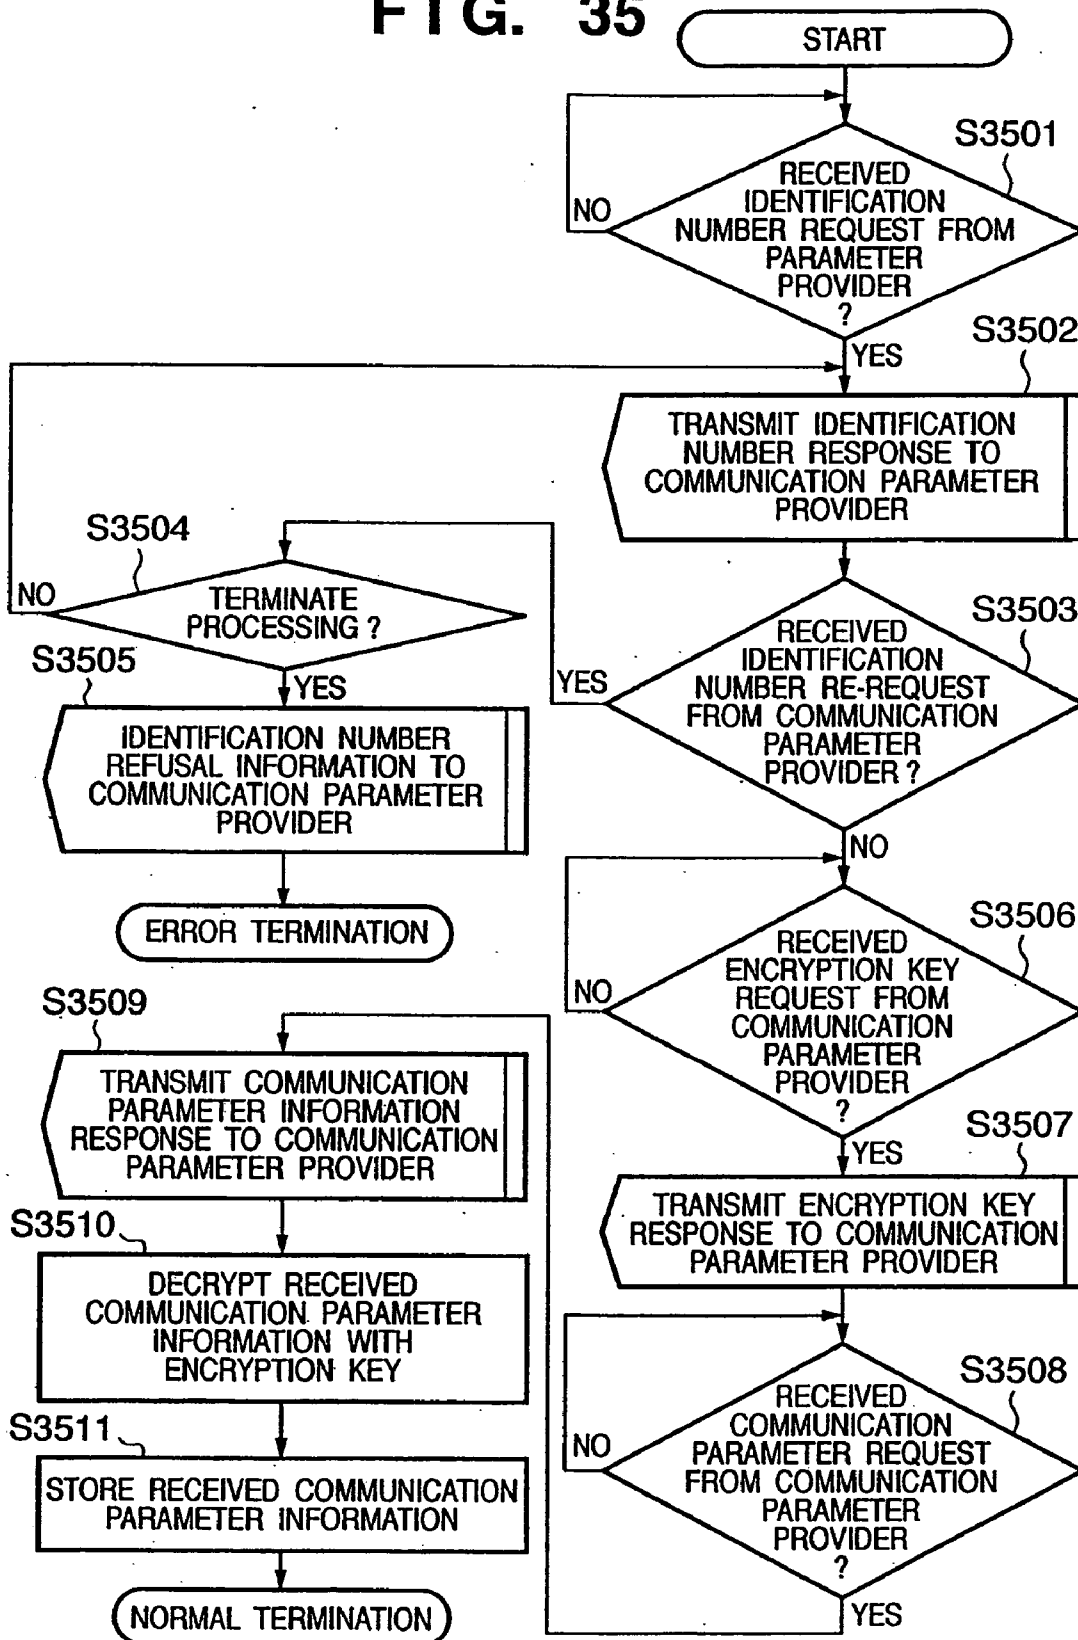 FIG. 35
START
S3501
RECEIVED
IDENTIFICATION
NUMBER REQUEST FROM
PARAMETER
PROVIDER
?
NO
YES
S3502
TRANSMIT IDENTIFICATION
NUMBER RESPONSE TO
COMMUNICATION PARAMETER
PROVIDER
S3503
RECEIVED
IDENTIFICATION
NUMBER RE-REQUEST
FROM COMMUNICATION
PARAMETER
PROVIDER ?
YES
NO
S3504
TERMINATE
PROCESSING ?
NO
YES
S3505
IDENTIFICATION NUMBER
REFUSAL INFORMATION TO
COMMUNICATION PARAMETER
PROVIDER
ERROR TERMINATION
S3506
RECEIVED
ENCRYPTION KEY
REQUEST FROM
COMMUNICATION
PARAMETER
PROVIDER
?
NO
YES
S3507
TRANSMIT ENCRYPTION KEY
RESPONSE TO COMMUNICATION
PARAMETER PROVIDER
S3508
RECEIVED
COMMUNICATION
PARAMETER REQUEST
FROM COMMUNICATION
PARAMETER
PROVIDER
?
NO
YES
S3509
TRANSMIT COMMUNICATION
PARAMETER INFORMATION
RESPONSE TO COMMUNICATION
PARAMETER PROVIDER
S3510
DECRYPT RECEIVED
COMMUNICATION PARAMETER
INFORMATION WITH
ENCRYPTION KEY
S3511
STORE RECEIVED COMMUNICATION
PARAMETER INFORMATION
NORMAL TERMINATION